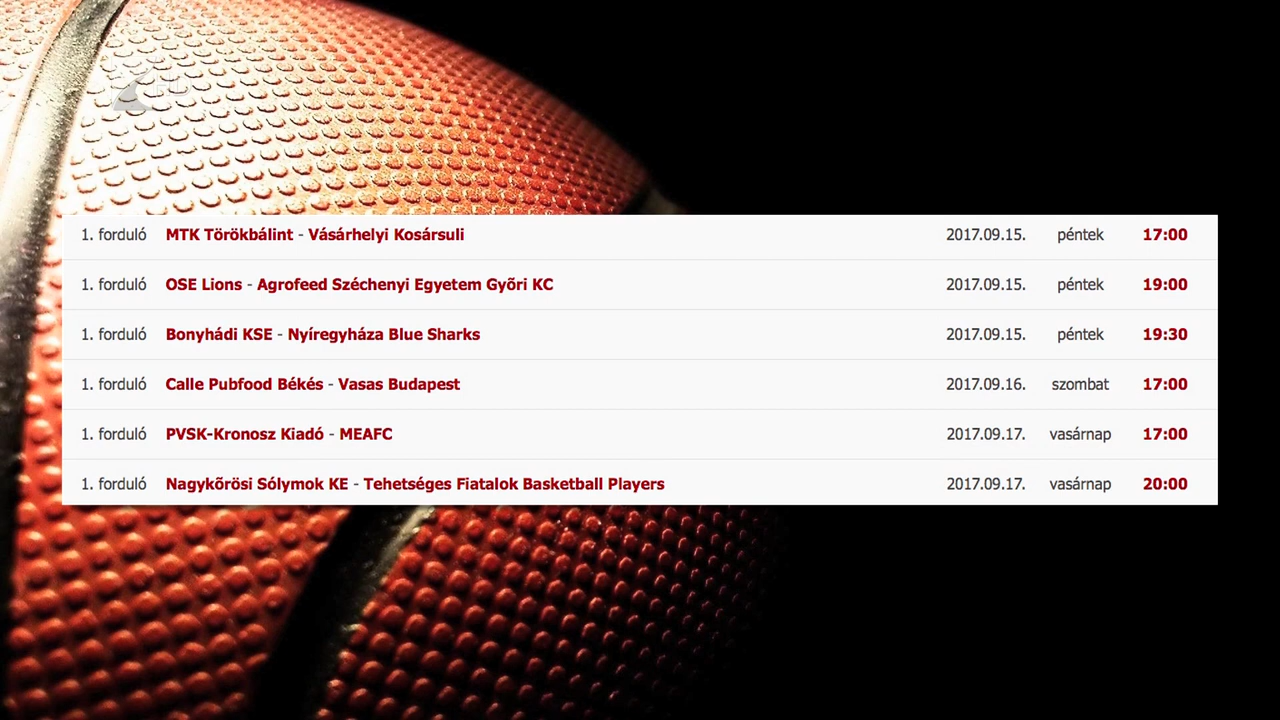 1. forduló MTK Törökbálint - Vásárhelyi Kosársuli 2017.09.15. péntek 17:00
1. forduló OSE Lions - Agrofeed Széchenyi Egyetem Győri KC 2017.09.15. péntek 19:00
1. forduló Bonyhádi KSE - Nyíregyháza Blue Sharks 2017.09.15. péntek 19:30
1. forduló Calle Pubfood Békés - Vasas Budapest 2017.09.16. szombat 17:00
1. forduló PVSK-Kronosz Kiadó - MEAFC 2017.09.17. vasárnap 17:00
1. forduló Nagykõrösi Sólymok KE - Tehetséges Fiatalok Basketball Players 2017.09.17. vasárnap 20:00